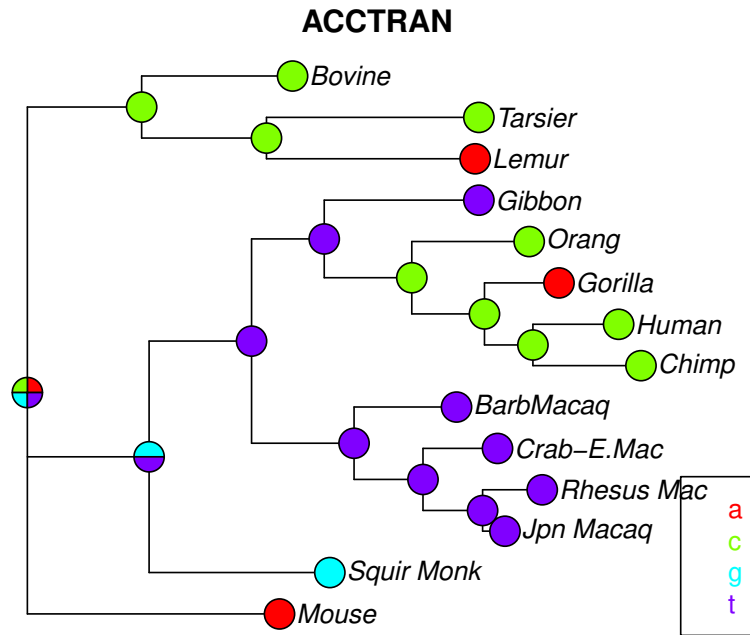 ACCTRAN
Bovine
Tarsier
Lemur
Gibbon
Orang
Gorilla
Human
Chimp
BarbMacaq
Crab−E.Mac
Rhesus Mac
Jpn Macaq
Squir Monk
Mouse
a
c
g
t